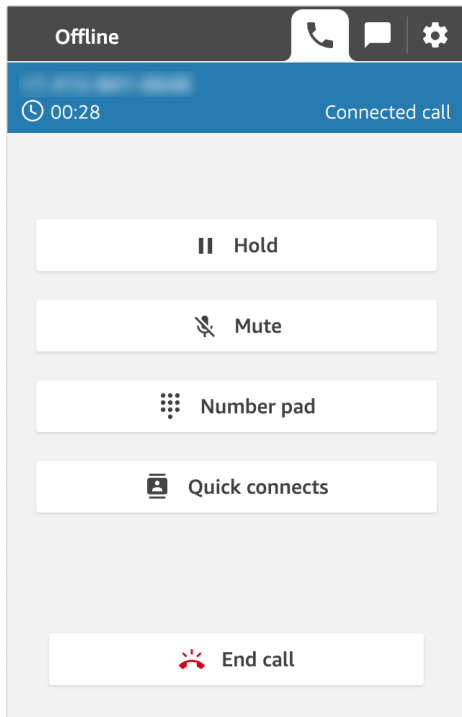 Offline
00:28 Connected call
Hold
Mute
Number pad
Quick connects
End call